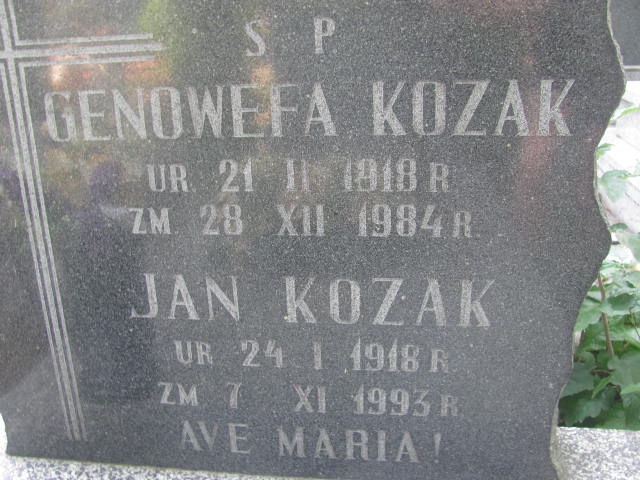 S P
GENOWEFA KOZAK
UR 21 II 1918 R
ZM 28 XII 1984 R.
JAN KOZAK
UR 24 I 1918 R
ZM 7 XI 1993 R
AVE MARIA!